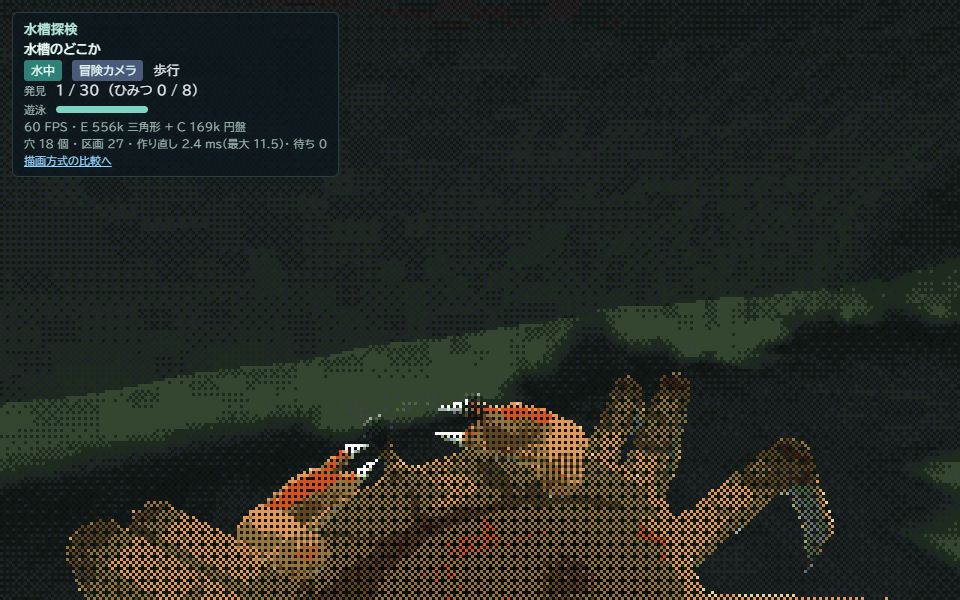 水槽探検
水槽のどこか
水中 冒険カメラ 歩行
発見 1 / 30（ひみつ 0 / 8）
遊泳
60 FPS・E 556k 三角形 + C 169k 円盤
穴 18 個・区画 27・作り直し 2.4 ms(最大 11.5)・待ち 0
描画方式の比較へ